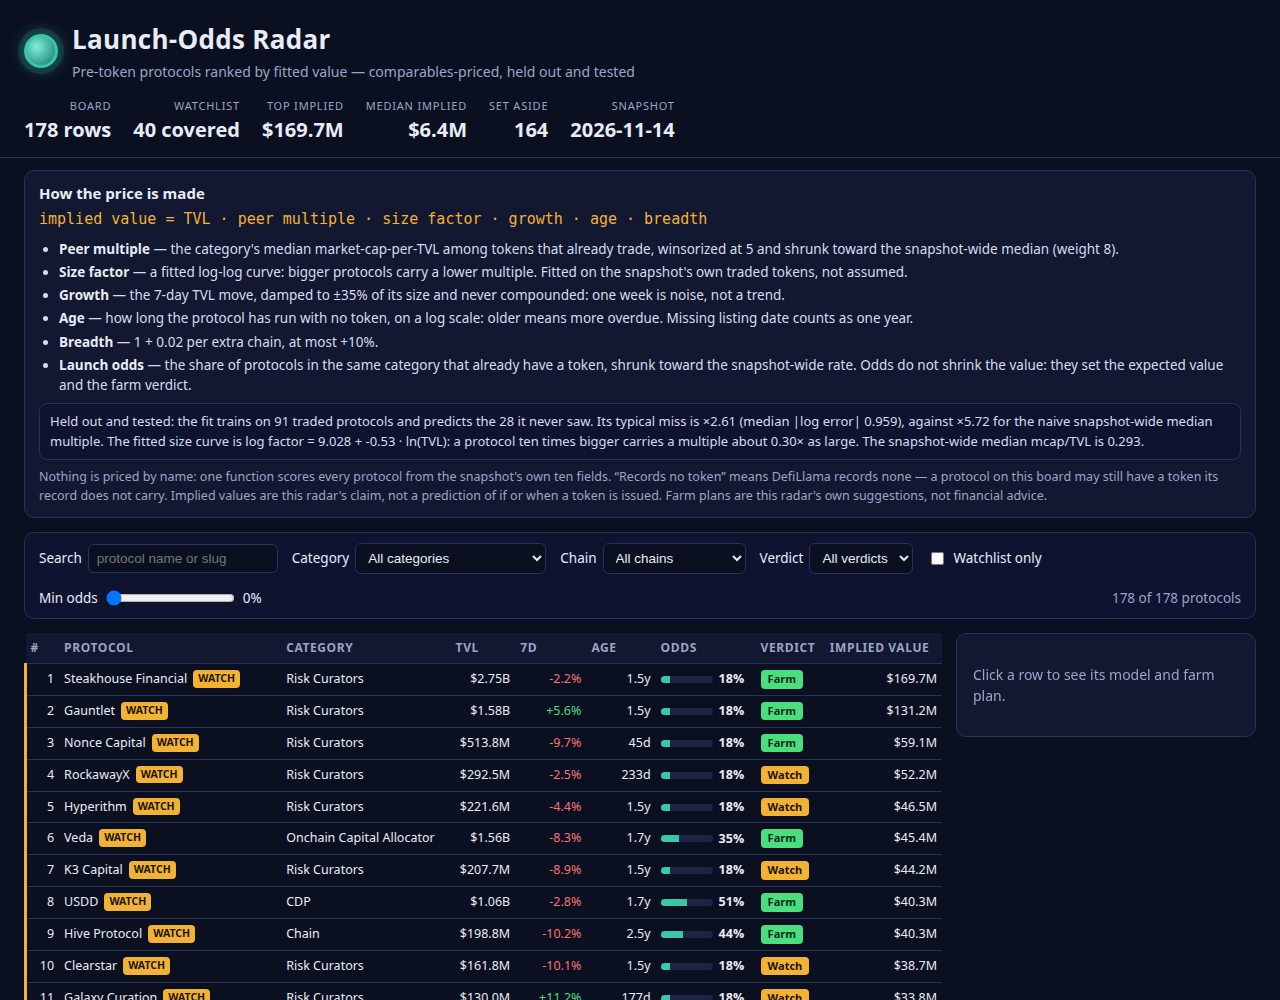 Launch-Odds Radar
Pre-token protocols ranked by fitted value — comparables-priced, held out and tested
BOARD WATCHLIST TOP IMPLIED MEDIAN IMPLIED SET ASIDE SNAPSHOT
178 rows 40 covered $169.7M $6.4M 164 2026-11-14
How the price is made
implied value = TVL · peer multiple · size factor · growth · age · breadth
• Peer multiple — the category's median market-cap-per-TVL among tokens that already trade, winsorized at 5 and shrunk toward the snapshot-wide median (weight 8).
• Size factor — a fitted log-log curve: bigger protocols carry a lower multiple. Fitted on the snapshot's own traded tokens, not assumed.
• Growth — the 7-day TVL move, damped to ±35% of its size and never compounded: one week is noise, not a trend.
• Age — how long the protocol has run with no token, on a log scale: older means more overdue. Missing listing date counts as one year.
• Breadth — 1 + 0.02 per extra chain, at most +10%.
• Launch odds — the share of protocols in the same category that already have a token, shrunk toward the snapshot-wide rate. Odds do not shrink the value: they set the expected value
and the farm verdict.
Held out and tested: the fit trains on 91 traded protocols and predicts the 28 it never saw. Its typical miss is ×2.61 (median |log error| 0.959), against ×5.72 for the naive snapshot-wide median
multiple. The fitted size curve is log factor = 9.028 + -0.53 · ln(TVL): a protocol ten times bigger carries a multiple about 0.30× as large. The snapshot-wide median mcap/TVL is 0.293.
Nothing is priced by name: one function scores every protocol from the snapshot's own ten fields. “Records no token” means DefiLlama records none — a protocol on this board may still have a token its
record does not carry. Implied values are this radar's claim, not a prediction of if or when a token is issued. Farm plans are this radar's own suggestions, not financial advice.
Search protocol name or slug Category All categories Chain All chains Verdict All verdicts Watchlist only
Min odds 0% 178 of 178 protocols
# PROTOCOL CATEGORY TVL 7D AGE ODDS VERDICT IMPLIED VALUE
1 Steakhouse Financial WATCH Risk Curators $2.75B -2.2% 1.5y 18% Farm $169.7M
2 Gauntlet WATCH Risk Curators $1.58B +5.6% 1.5y 18% Farm $131.2M
3 Nonce Capital WATCH Risk Curators $513.8M -9.7% 45d 18% Farm $59.1M
4 RockawayX WATCH Risk Curators $292.5M -2.5% 233d 18% Watch $52.2M
5 Hyperithm WATCH Risk Curators $221.6M -4.4% 1.5y 18% Watch $46.5M
6 Veda WATCH Onchain Capital Allocator $1.56B -8.3% 1.7y 35% Farm $45.4M
7 K3 Capital WATCH Risk Curators $207.7M -8.9% 1.5y 18% Watch $44.2M
8 USDD WATCH CDP $1.06B -2.8% 1.7y 51% Farm $40.3M
9 Hive Protocol WATCH Chain $198.8M -10.2% 2.5y 44% Farm $40.3M
10 Clearstar WATCH Risk Curators $161.8M -10.1% 1.5y 18% Watch $38.7M
11 Galaxy Curation WATCH Risk Curators $130.0M +11.2% 177d 18% Watch $33.8M
Click a row to see its model and farm
plan.